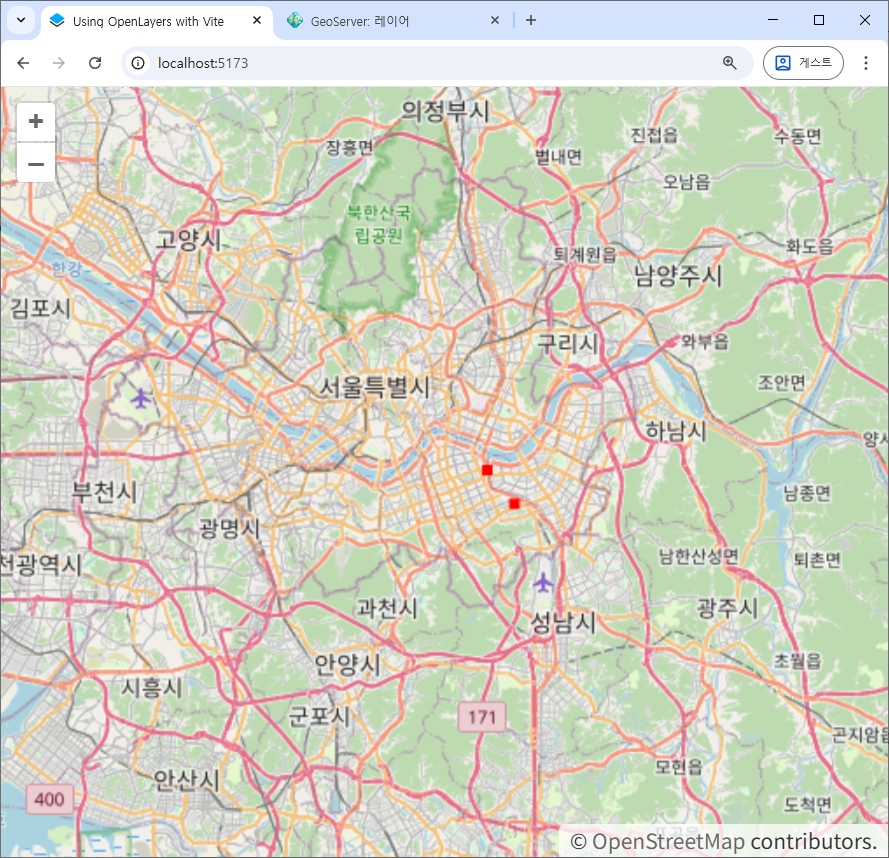 Using OpenLayers with Vite
GeoServer: 레이어
localhost:5173
게스트
+
의정부시
장흥면
진접읍
수동면
별내면
오남읍
−
북한산국
립공원
고양시
화도읍
퇴계원읍
한강
남양주시
김포시
구리시
와부읍
서울특별시
조안면
하남시
양서
부천시
남종면
광명시
남한산성면
퇴촌면
천광역시
과천시
광주시
성남시
안양시
초월읍
시흥시
군포시
171
곤지암읍
모현읍
안산시
400
도척면
© OpenStreetMap contributors.